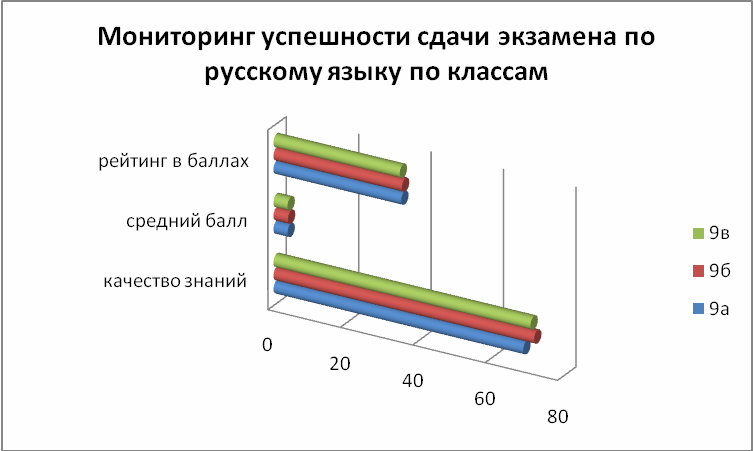 Мониторинг успешности сдачи экзамена по
русскому языку по классам
рейтинг в баллах
средний балл
качество знаний
0
20
40
60
80
9в
9б
9а